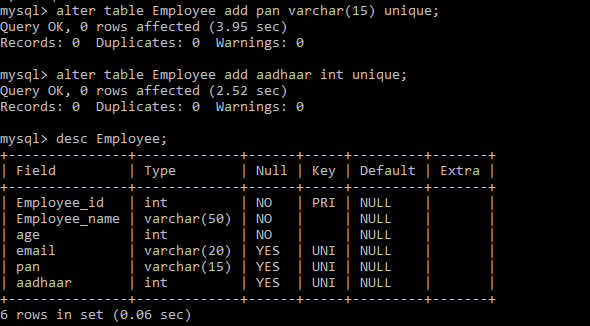 mysql> alter table Employee add pan varchar(15) unique;
Query OK, 0 rows affected (3.95 sec)
Records: 0  Duplicates: 0  Warnings: 0

mysql> alter table Employee add aadhaar int unique;
Query OK, 0 rows affected (2.52 sec)
Records: 0  Duplicates: 0  Warnings: 0

mysql> desc Employee;
+---------------+-------------+------+-----+---------+-------+
| Field         | Type        | Null | Key | Default | Extra |
+---------------+-------------+------+-----+---------+-------+
| Employee_id   | int         | NO   | PRI | NULL    |       |
| Employee_name | varchar(50) | NO   |     | NULL    |       |
| age           | int         | NO   |     | NULL    |       |
| email         | varchar(20) | YES  | UNI | NULL    |       |
| pan           | varchar(15) | YES  | UNI | NULL    |       |
| aadhaar       | int         | YES  | UNI | NULL    |       |
+---------------+-------------+------+-----+---------+-------+
6 rows in set (0.06 sec)